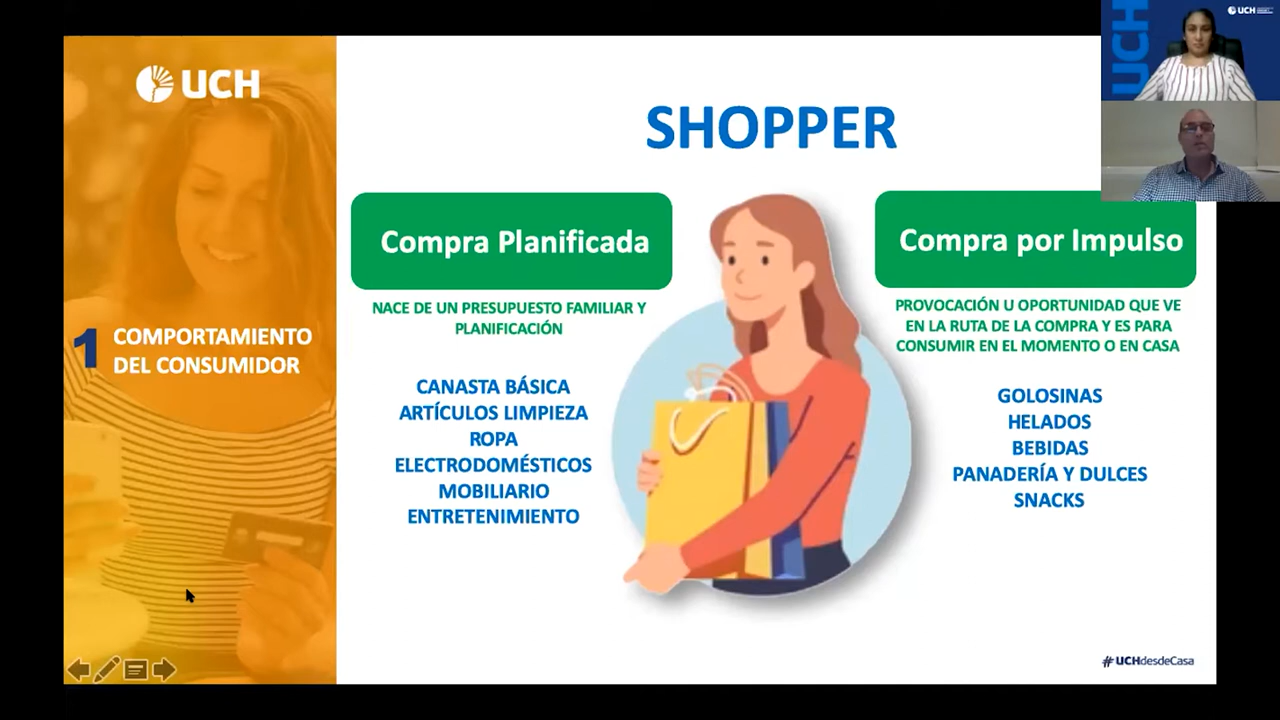 UCH
1 COMPORTAMIENTO
DEL CONSUMIDOR
SHOPPER
Compra Planificada
NACE DE UN PRESUPUESTO FAMILIAR Y
PLANIFICACIÓN
CANASTA BÁSICA
ARTÍCULOS LIMPIEZA
ROPA
ELECTRODOMÉSTICOS
MOBILIARIO
ENTRETENIMIENTO
Compra por Impulso
PROVOCACIÓN U OPORTUNIDAD QUE VE
EN LA RUTA DE LA COMPRA Y ES PARA
CONSUMIR EN EL MOMENTO O EN CASA
GOLOSINAS
HELADOS
BEBIDAS
PANADERÍA Y DULCES
SNACKS
#UCHdesdeCasa
UCH
UCH